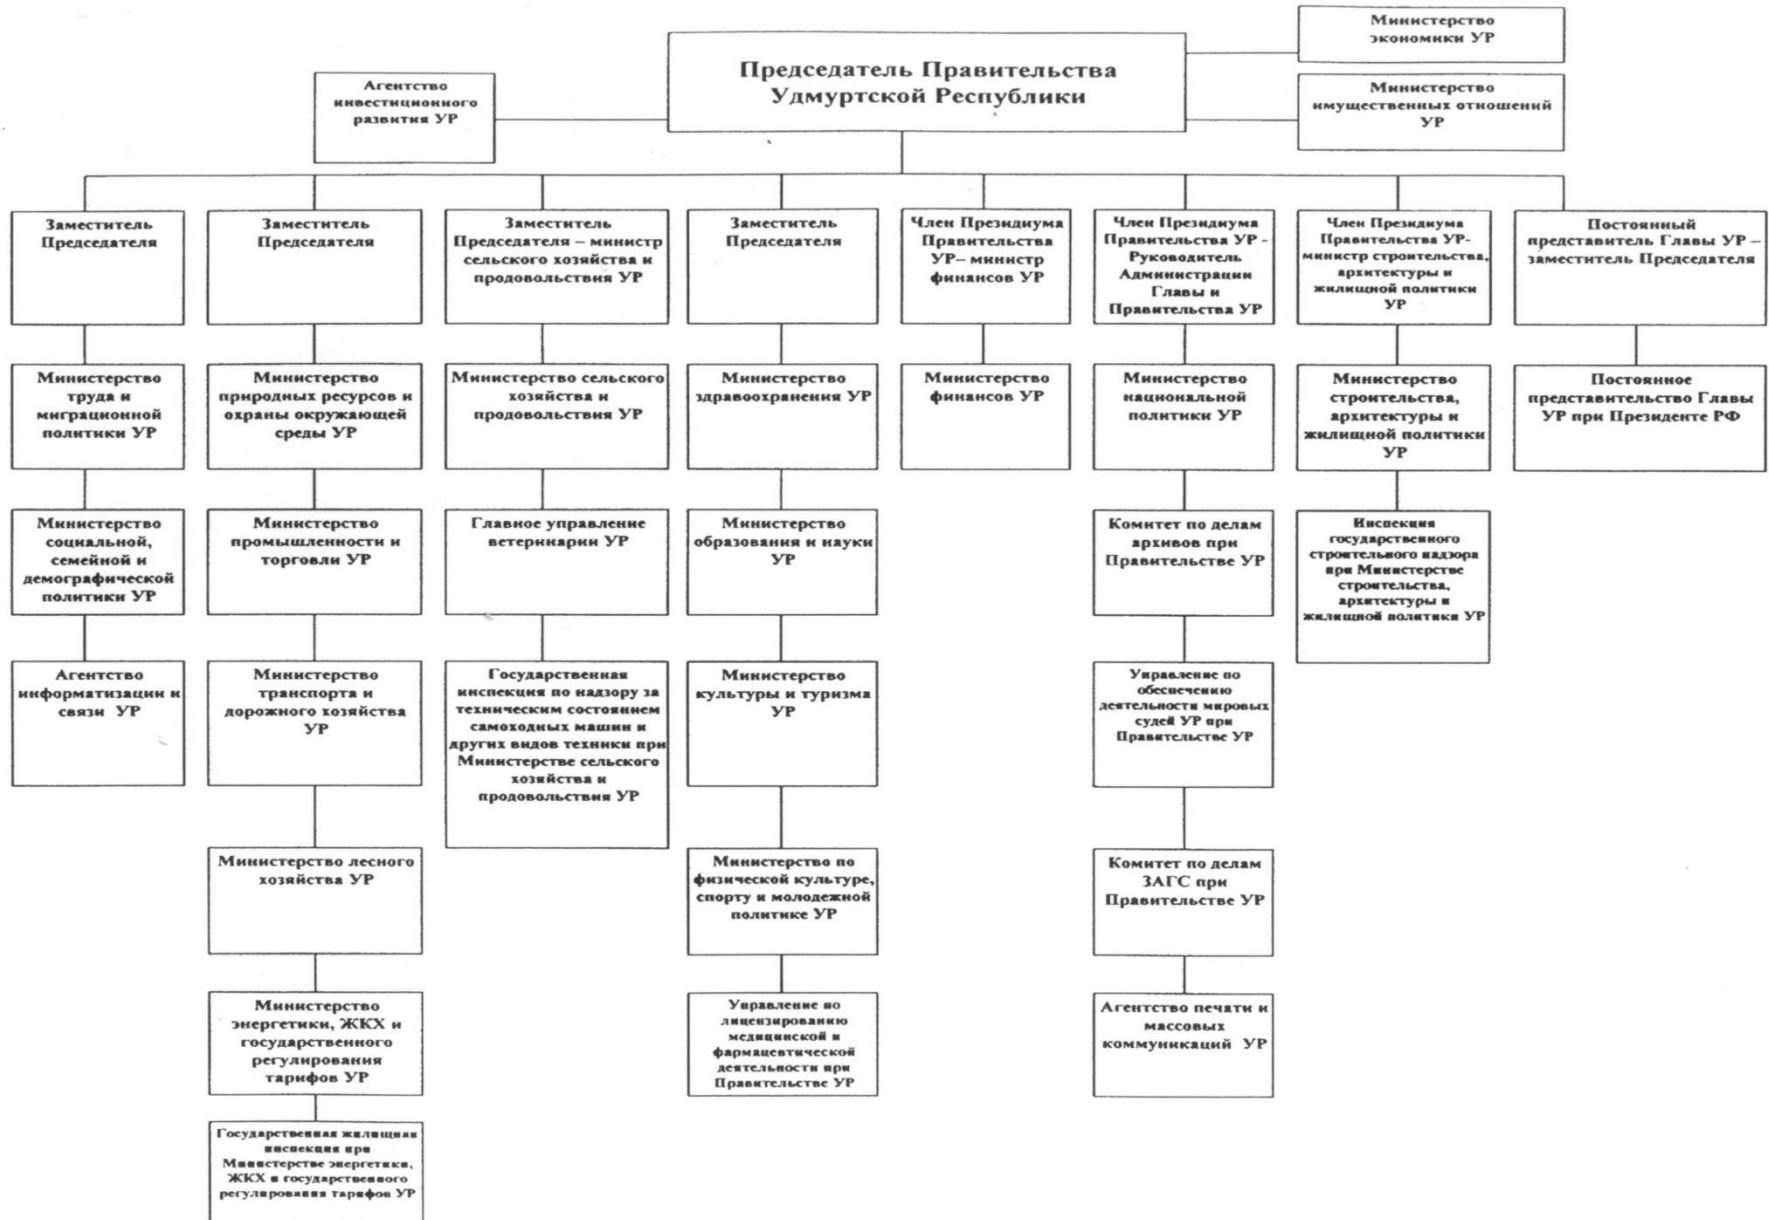 Министерство
экономики УР
Председатель Правительства
Удмуртской Республики
Агентство
инвестиционного
развития УР
Министерство
имущественных отношений
УР
Заместитель
Председателя
Заместитель
Председателя
Заместитель
Председателя – министр
сельского хозяйства и
продовольствия УР
Заместитель
Председателя
Член Президиума
Правительства
УР– министр
финансов УР
Член Президиума
Правительства УР -
Руководитель
Администрации
Главы и
Правительства УР
Член Президиума
Правительства УР-
министр строительства,
архитектуры и
жилищной политики
УР
Постоянный
представитель Главы УР –
заместитель Председателя
Министерство
труда и
миграционной
политики УР
Министерство
природных ресурсов и
охраны окружающей
среды УР
Министерство сельского
хозяйства и
продовольствия УР
Министерство
здравоохранения УР
Министерство
финансов УР
Министерство
национальной
политики УР
Министерство
строительства,
архитектуры и
жилищной политики
УР
Постоянное
представительство Главы
УР при Президенте РФ
Министерство
социальной,
семейной и
демографической
политики УР
Министерство
промышленности и
торговли УР
Главное управление
ветеринарии УР
Министерство
образования и науки
УР
Комитет по делам
архивов при
Правительстве УР
Инспекция
государственного
строительного надзора
при Министерстве
строительства,
архитектуры и
жилищной политики УР
Агентство
информатизации и
связи УР
Министерство
транспорта и
дорожного хозяйства
УР
Государственная
инспекция по надзору за
техническим состоянием
самоходных машин и
других видов техники при
Министерстве сельского
хозяйства и
продовольствия УР
Министерство
культуры и туризма
УР
Управление по
обеспечению
деятельности мировых
судей УР при
Правительстве УР
Министерство лесного
хозяйства УР
Министерство по
физической культуре,
спорту и молодежной
политике УР
Комитет по делам
ЗАГС при
Правительстве УР
Министерство
энергетики, ЖКХ и
государственного
регулирования
тарифов УР
Управление по
лицензированию
медицинской и
фармацевтической
деятельности при
Правительстве УР
Агентство печати и
массовых
коммуникаций УР
Государственная жилищная
инспекция при
Министерстве энергетики,
ЖКХ и государственного
регулирования тарифов УР